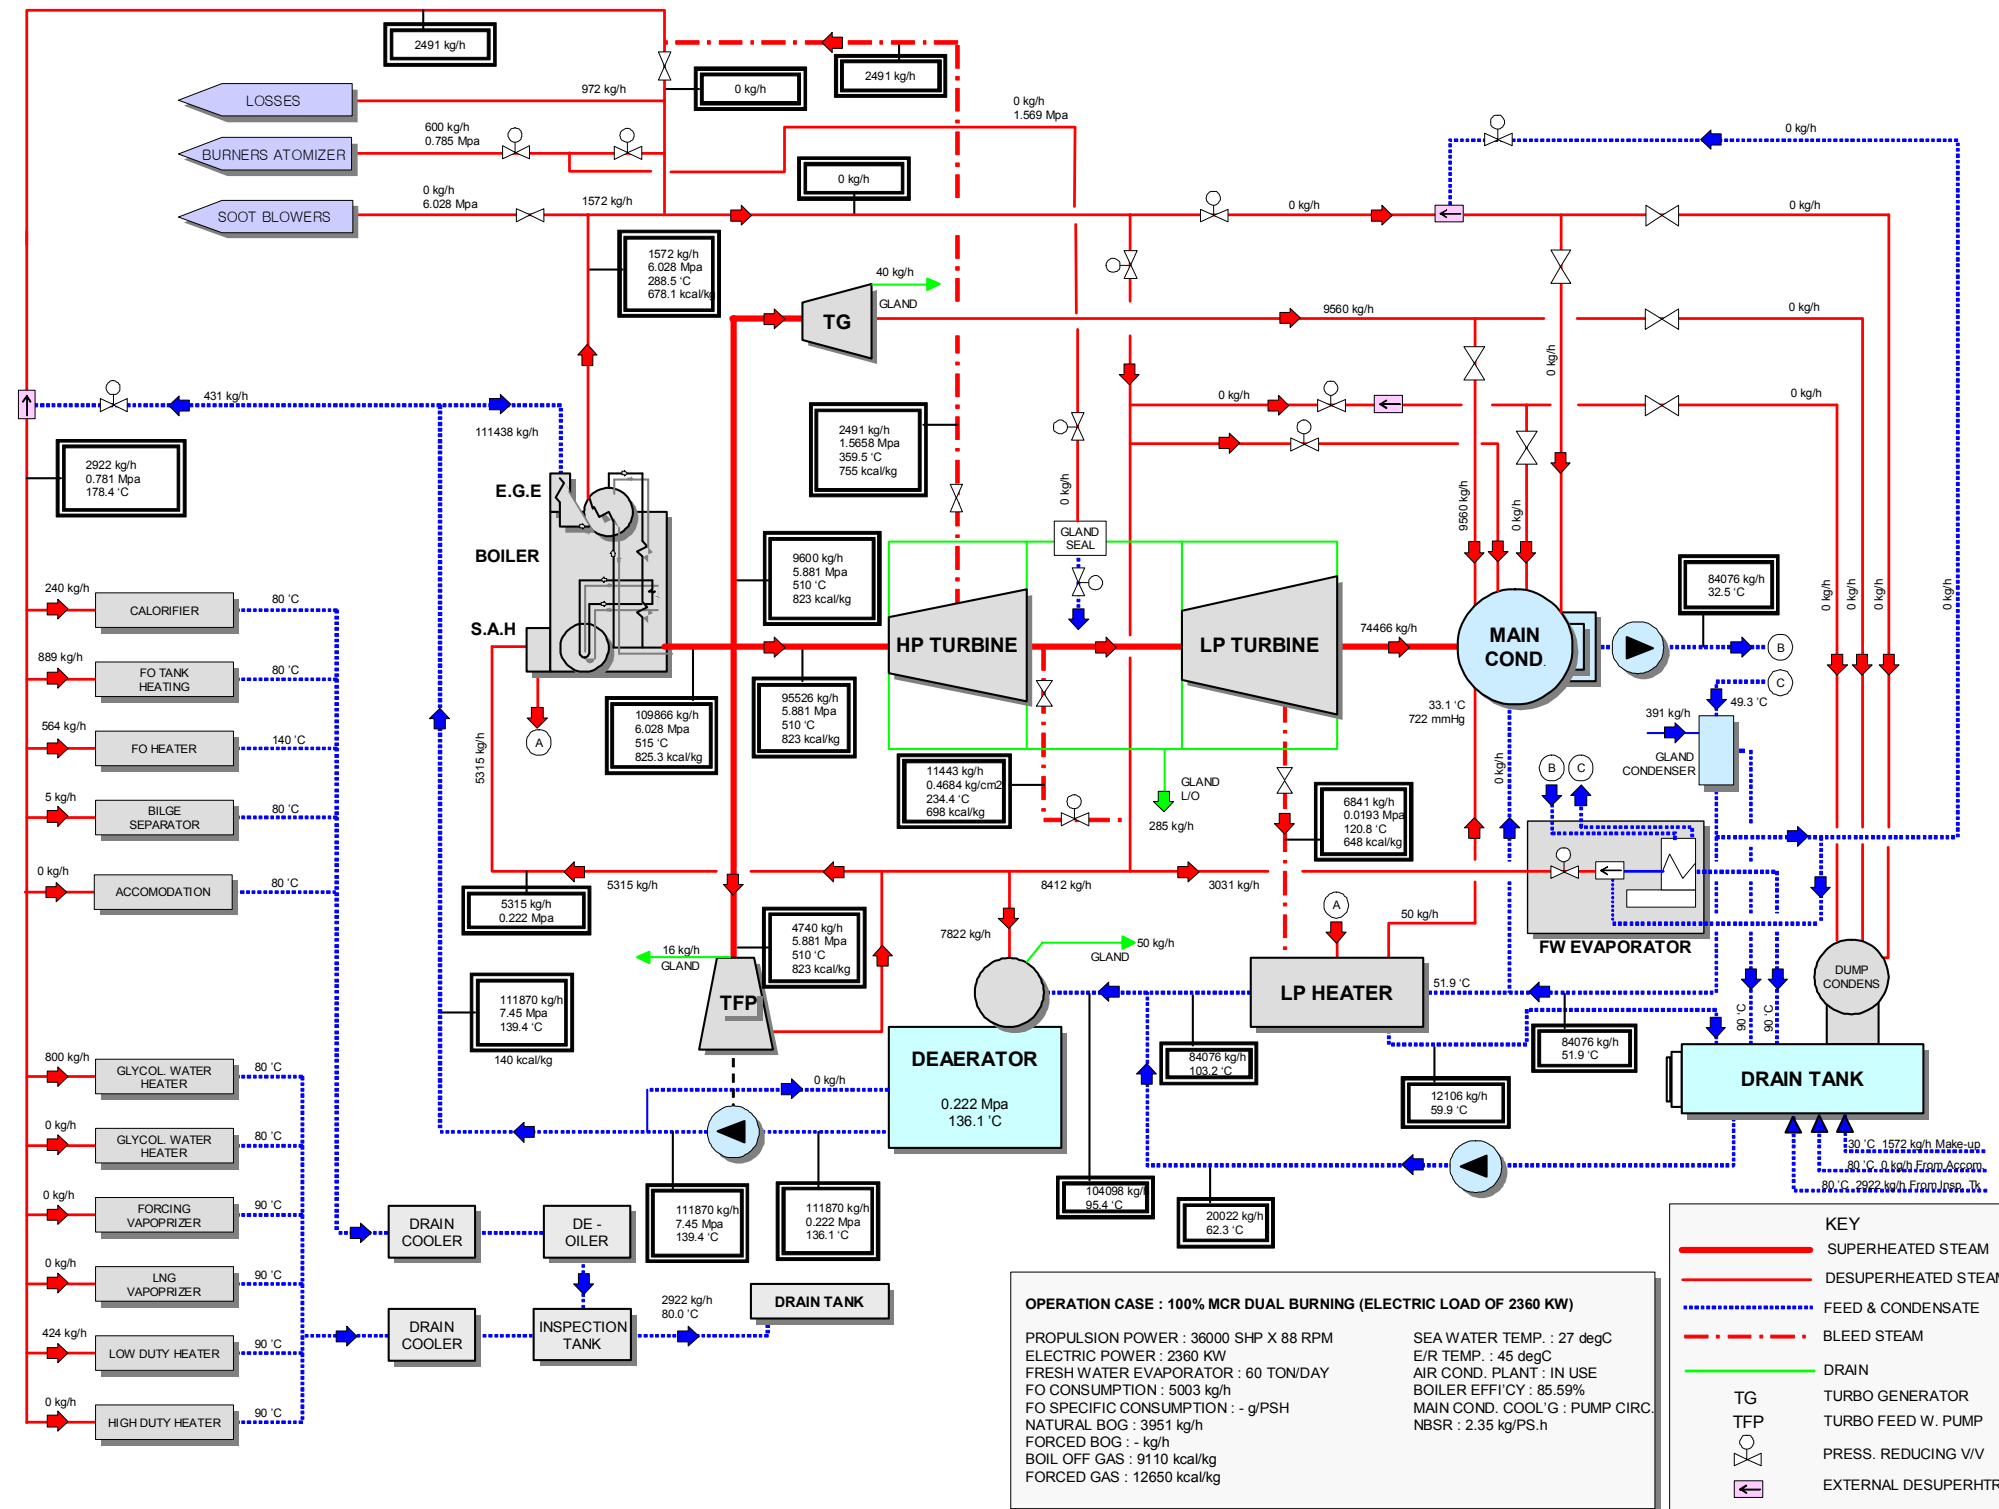 2491 kg/h
2491 kg/h
LOSSES
972 kg/h
0 kg/h
0 kg/h
1.569 Mpa
600 kg/h
0.785 Mpa
BURNERS ATOMIZER
0 kg/h
0 kg/h
0 kg/h
6.028 Mpa
SOOT BLOWERS
1572 kg/h
0 kg/h
0 kg/h
1572 kg/h
6.028 Mpa
288.5 'C
678.1 kcal/kg
40 kg/h
GLAND
TG
9560 kg/h
0 kg/h
0 kg/h
431 kg/h
111438 kg/h
0 kg/h
0 kg/h
2491 kg/h
1.5658 Mpa
359.5 'C
755 kcal/kg
2922 kg/h
0.781 Mpa
178.4 'C
E.G.E
BOILER
S.A.H
0 kg/h
9560 kg/h
0 kg/h
GLAND
SEAL
9600 kg/h
5.881 Mpa
510 'C
823 kcal/kg
84076 kg/h
32.5 'C
0 kg/h
0 kg/h
0 kg/h
0 kg/h
240 kg/h
CALORIFIER
80 'C
HP TURBINE
LP TURBINE
74466 kg/h
MAIN
COND.
B
C
889 kg/h
FO TANK
HEATING
80 'C
109866 kg/h
6.028 Mpa
515 'C
825.3 kcal/kg
95526 kg/h
5.881 Mpa
510 'C
823 kcal/kg
33.1 'C
722 mmHg
49.3 'C
391 kg/h
GLAND
CONDENSER
564 kg/h
FO HEATER
140 'C
A
5315 kg/h
0 kg/h
B
C
11443 kg/h
0.4684 kg/cm2
234.4 'C
698 kcal/kg
GLAND
L/O
285 kg/h
6841 kg/h
0.0193 Mpa
120.8 'C
648 kcal/kg
5 kg/h
BILGE
SEPARATOR
80 'C
0 kg/h
ACCOMODATION
80 'C
5315 kg/h
8412 kg/h
3031 kg/h
5315 kg/h
0.222 Mpa
A
50 kg/h
FW EVAPORATOR
4740 kg/h
5.881 Mpa
510 'C
823 kcal/kg
7822 kg/h
50 kg/h
GLAND
16 kg/h
GLAND
TFP
LP HEATER
51.9 'C
DUMP
CONDENS
111870 kg/h
7.45 Mpa
139.4 'C
140 kcal/kg
90 'C
90 'C
84076 kg/h
51.9 'C
84076 kg/h
103.2 'C
DEAERATOR
0.222 Mpa
136.1 'C
0 kg/h
12106 kg/h
59.9 'C
DRAIN TANK
800 kg/h
GLYCOL. WATER
HEATER
80 'C
0 kg/h
GLYCOL. WATER
HEATER
80 'C
30 'C 1572 kg/h Make-up
80 'C 0 kg/h From Accom.
80 'C 2922 kg/h From Insp. Tk
104098 kg/h
95.4 'C
20022 kg/h
62.3 'C
111870 kg/h
7.45 Mpa
139.4 'C
111870 kg/h
0.222 Mpa
136.1 'C
0 kg/h
FORCING
VAPOPRIZER
90 'C
DRAIN
COOLER
DE -
OILER
0 kg/h
LNG
VAPOPRIZER
90 'C
2922 kg/h
80.0 'C
DRAIN TANK
DRAIN
COOLER
INSPECTION
TANK
424 kg/h
LOW DUTY HEATER
90 'C
0 kg/h
HIGH DUTY HEATER
90 'C
OPERATION CASE : 100% MCR DUAL BURNING (ELECTRIC LOAD OF 2360 KW)
PROPULSION POWER : 36000 SHP X 88 RPM
ELECTRIC POWER : 2360 KW
FRESH WATER EVAPORATOR : 60 TON/DAY
FO CONSUMPTION : 5003 kg/h
FO SPECIFIC CONSUMPTION : - g/PSH
NATURAL BOG : 3951 kg/h
FORCED BOG : - kg/h
BOIL OFF GAS : 9110 kcal/kg
FORCED GAS : 12650 kcal/kg
SEA WATER TEMP. : 27 degC
E/R TEMP. : 45 degC
AIR COND. PLANT : IN USE
BOILER EFFI'CY : 85.59%
MAIN COND. COOL'G : PUMP CIRC.
NBSR : 2.35 kg/PS.h
KEY
SUPERHEATED STEAM
DESUPERHEATED STEAM
FEED & CONDENSATE
BLEED STEAM
DRAIN
TG TURBO GENERATOR
TFP TURBO FEED W. PUMP
PRESS. REDUCING V/V
EXTERNAL DESUPERHTR